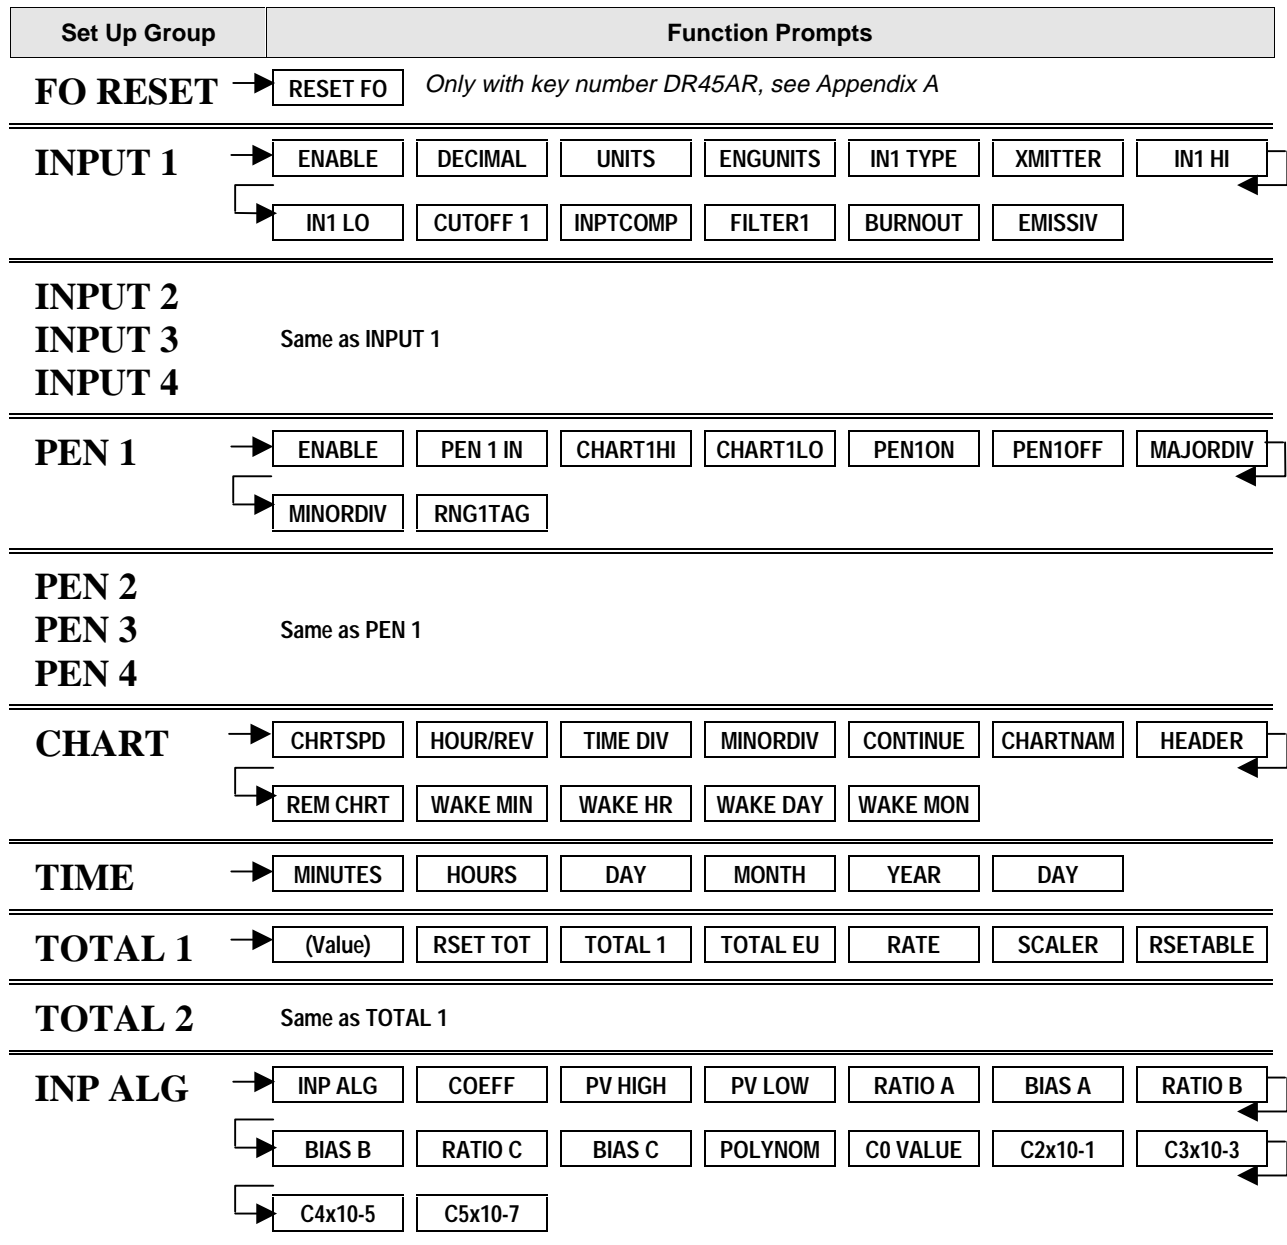 Set Up Group Function Prompts
FO RESET RESET FO Only with key number DR45AR, see Appendix A
INPUT 1 ENABLE DECIMAL UNITS ENGUNITS IN1 TYPE XMITTER IN1 HI
IN1 LO CUTOFF 1 INPTCOMP FILTER1 BURNOUT EMISSIV
INPUT 2
INPUT 3 Same as INPUT 1
INPUT 4
PEN 1 ENABLE PEN 1 IN CHART1HI CHART1LO PEN1ON PEN1OFF MAJORDIV
MINORDIV RNG1TAG
PEN 2
PEN 3 Same as PEN 1
PEN 4
CHART CHRTSPD HOUR/REV TIME DIV MINORDIV CONTINUE CHARTNAM HEADER
REM CHRT WAKE MIN WAKE HR WAKE DAY WAKE MON
TIME MINUTES HOURS DAY MONTH YEAR DAY
TOTAL 1 (Value) RSET TOT TOTAL 1 TOTAL EU RATE SCALER RSETABLE
TOTAL 2 Same as TOTAL 1
INP ALG INP ALG COEFF PV HIGH PV LOW RATIO A BIAS A RATIO B
BIAS B RATIO C BIAS C POLYNOM C0 VALUE C2x10-1 C3x10-3
C4x10-5 C5x10-7